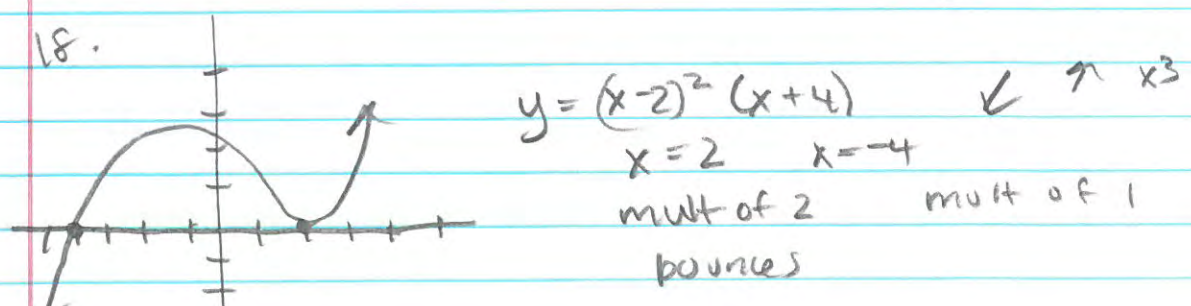 18.
y = (x-2)² (x+4) ↙ ↗ x3
x = 2 x = -4
mult of 2 mult of 1
bounces